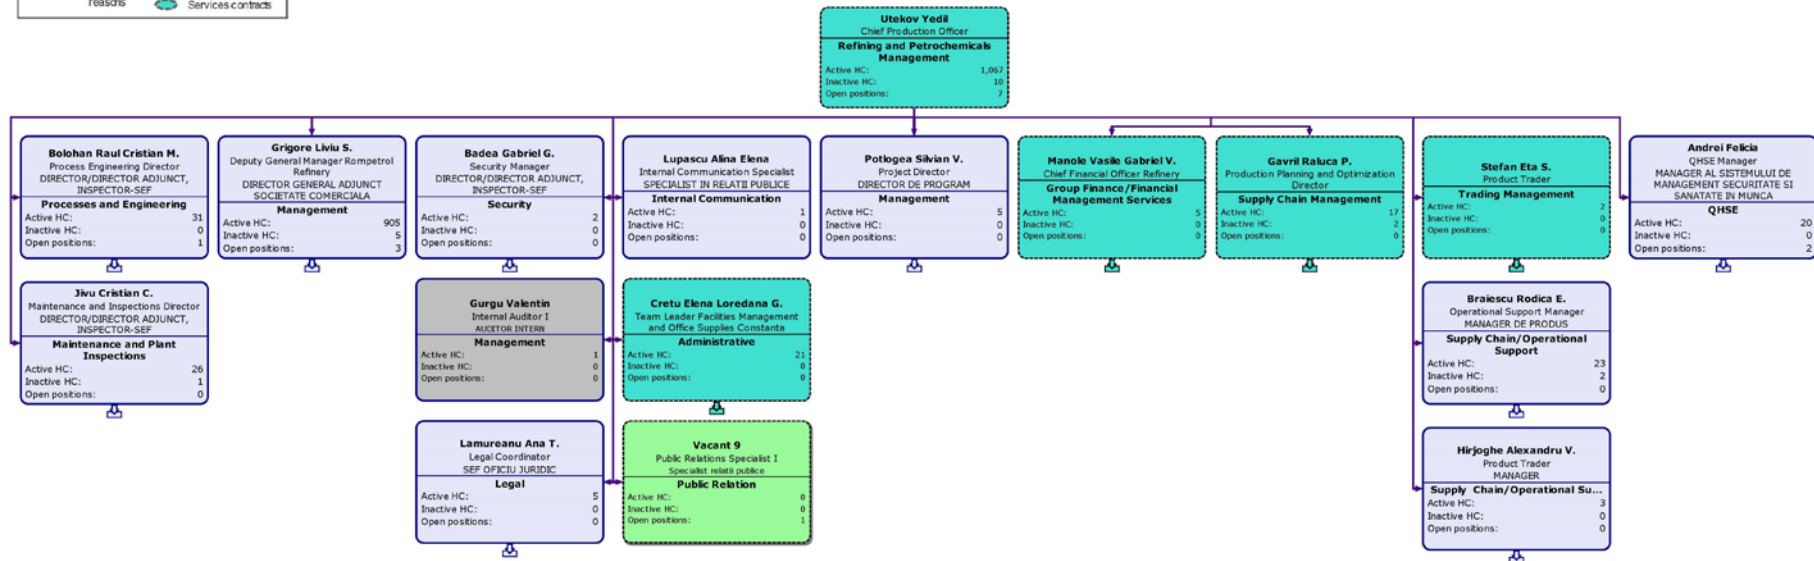 reasons
Services contracts
Utekov Yedil
Chief Production Officer
Refining and Petrochemicals
Management
Active HC: 1,067
Inactive HC: 10
Open positions: 7
Bolohan Raul Cristian M.
Process Engineering Director
DIRECTOR/DIRECTOR ADJUNCT,
INSPECTOR-SEF
Processes and Engineering
Active HC: 31
Inactive HC: 0
Open positions: 1
Grigore Liviu S.
Deputy General Manager Rompetrol
Refinery
DIRECTOR GENERAL ADJUNCT
SOCIETATE COMERCIALA
Management
Active HC: 905
Inactive HC: 5
Open positions: 3
Badea Gabriel G.
Security Manager
DIRECTOR/DIRECTOR ADJUNCT,
INSPECTOR-SEF
Security
Active HC: 2
Inactive HC: 0
Open positions: 0
Lupascu Alina Elena
Internal Communication Specialist
SPECIALIST IN RELATII PUBLICE
Internal Communication
Active HC: 1
Inactive HC: 0
Open positions: 0
Potlogea Silvian V.
Project Director
DIRECTOR DE PROGRAM
Management
Active HC: 5
Inactive HC: 0
Open positions: 0
Manole Vasile Gabriel V.
Chief Financial Officer Refinery
Group Finance/Financial
Management Services
Active HC: 5
Inactive HC: 0
Open positions: 0
Gavril Raluca P.
Production Planning and Optimization
Director
Supply Chain Management
Active HC: 17
Inactive HC: 2
Open positions: 0
Stefan Eta S.
Product Trader
Trading Management
Active HC: 2
Inactive HC: 0
Open positions: 0
Andrei Felicia
QHSE Manager
MANAGER AL SISTEMULUI DE
MANAGEMENT SECURITATE SI
SANATATE IN MUNCA
QHSE
Active HC: 20
Inactive HC: 0
Open positions: 2
Jivu Cristian C.
Maintenance and Inspections Director
DIRECTOR/DIRECTOR ADJUNCT,
INSPECTOR-SEF
Maintenance and Plant
Inspections
Active HC: 26
Inactive HC: 1
Open positions: 0
Gurgu Valentin
Internal Auditor I
AUDITOR INTERN
Management
Active HC: 1
Inactive HC: 0
Open positions: 0
Cretu Elena Loredana G.
Team Leader Facilities Management
and Office Supplies Constanta
Administrative
Active HC: 21
Inactive HC: 0
Open positions: 0
Braiescu Rodica E.
Operational Support Manager
MANAGER DE PRODUS
Supply Chain/Operational
Support
Active HC: 23
Inactive HC: 2
Open positions: 0
Lamureanu Ana T.
Legal Coordinator
SEF OFICIU JURIDIC
Legal
Active HC: 5
Inactive HC: 0
Open positions: 0
Vacant 9
Public Relations Specialist I
Specialist relatii publice
Public Relation
Active HC: 0
Inactive HC: 0
Open positions: 1
Hirjoghe Alexandru V.
Product Trader
MANAGER
Supply Chain/Operational Su...
Active HC: 3
Inactive HC: 0
Open positions: 0